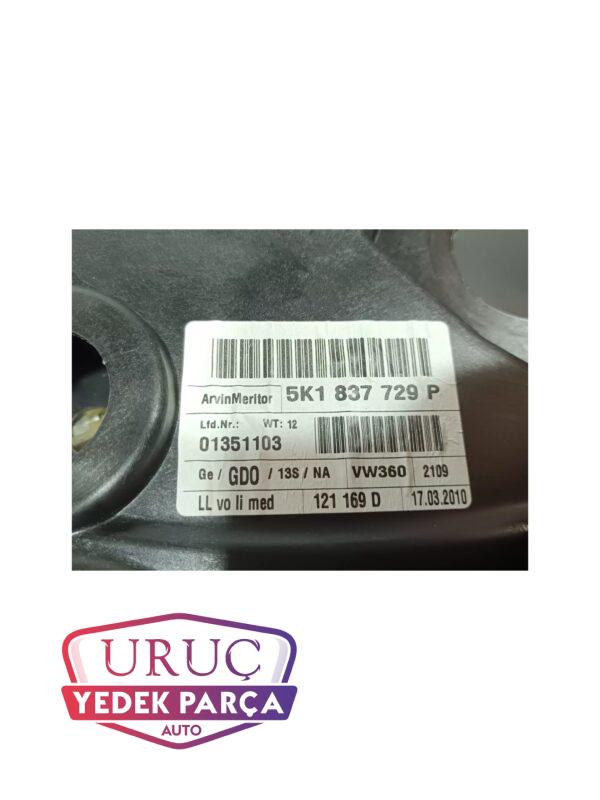 ArvinMeritor 5K1 837 729 P
Lfd.Nr.: WT: 12
01351103
Ge / GDO / 13S / NA VW360 2109
LL vo li med 121 169 D 17.03.2010
URUÇ
YEDEK PARÇA
AUTO